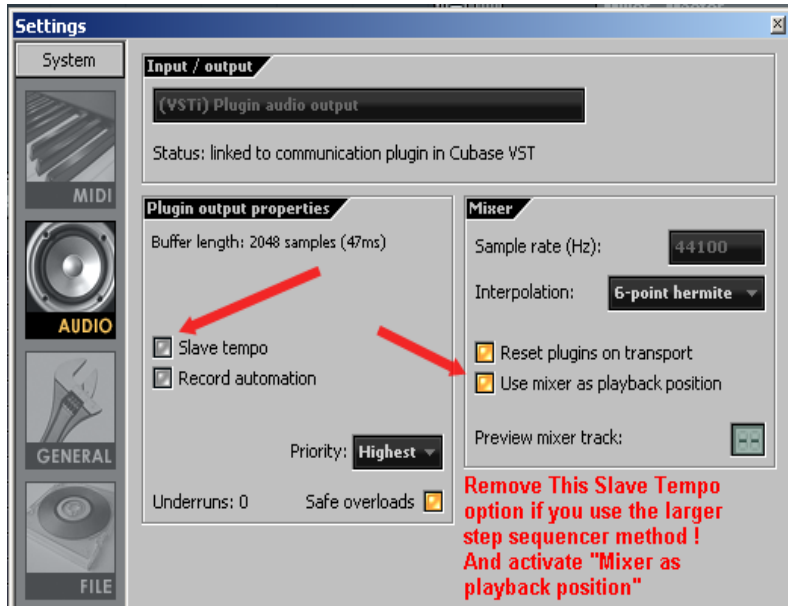 Settings
System
MIDI
AUDIO
GENERAL
FILE
Input / output
(VSTi) Plugin audio output
Status: linked to communication plugin in Cubase VST
Plugin output properties
Buffer length: 2048 samples (47ms)
Slave tempo
Record automation
Priority: Highest
Underruns: 0 Safe overloads
Mixer
Sample rate (Hz): 44100
Interpolation: 6-point hermite
Reset plugins on transport
Use mixer as playback position
Preview mixer track: --
Remove This Slave Tempo
option if you use the larger
step sequencer method !
And activate "Mixer as
playback position"